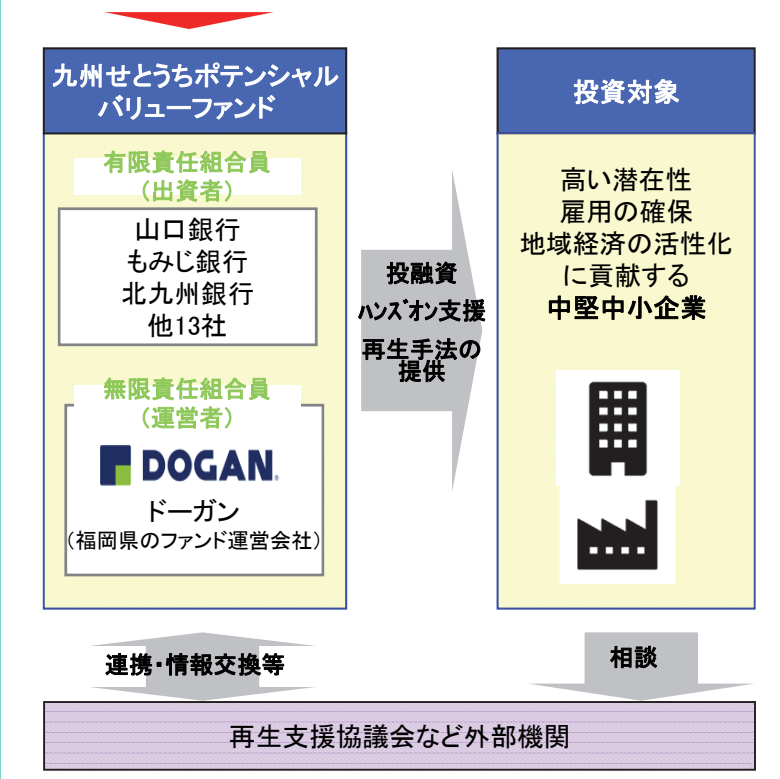 九州せとうちポテンシャル
バリューファンド
有限責任組合員
（出資者）
山口銀行
もみじ銀行
北九州銀行
他13社
無限責任組合員
（運営者）
DOGAN®
ドーガン
（福岡県のファンド運営会社）
投融資
ﾊﾝｽﾞｵﾝ支援
再生手法の
提供
投資対象
高い潜在性
雇用の確保
地域経済の活性化
に貢献する
中堅中小企業
連携・情報交換等
相談
再生支援協議会など外部機関